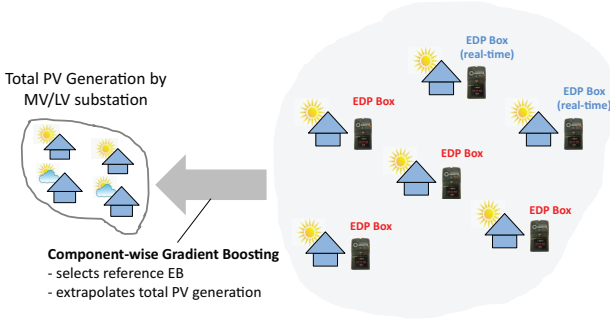 EDP Box
(real-time)
Total PV Generation by
MV/LV substation
EDP Box
EDP Box
(real-time)
EDP Box
EDP Box
EDP Box
Component-wise Gradient Boosting
- selects reference EB
- extrapolates total PV generation